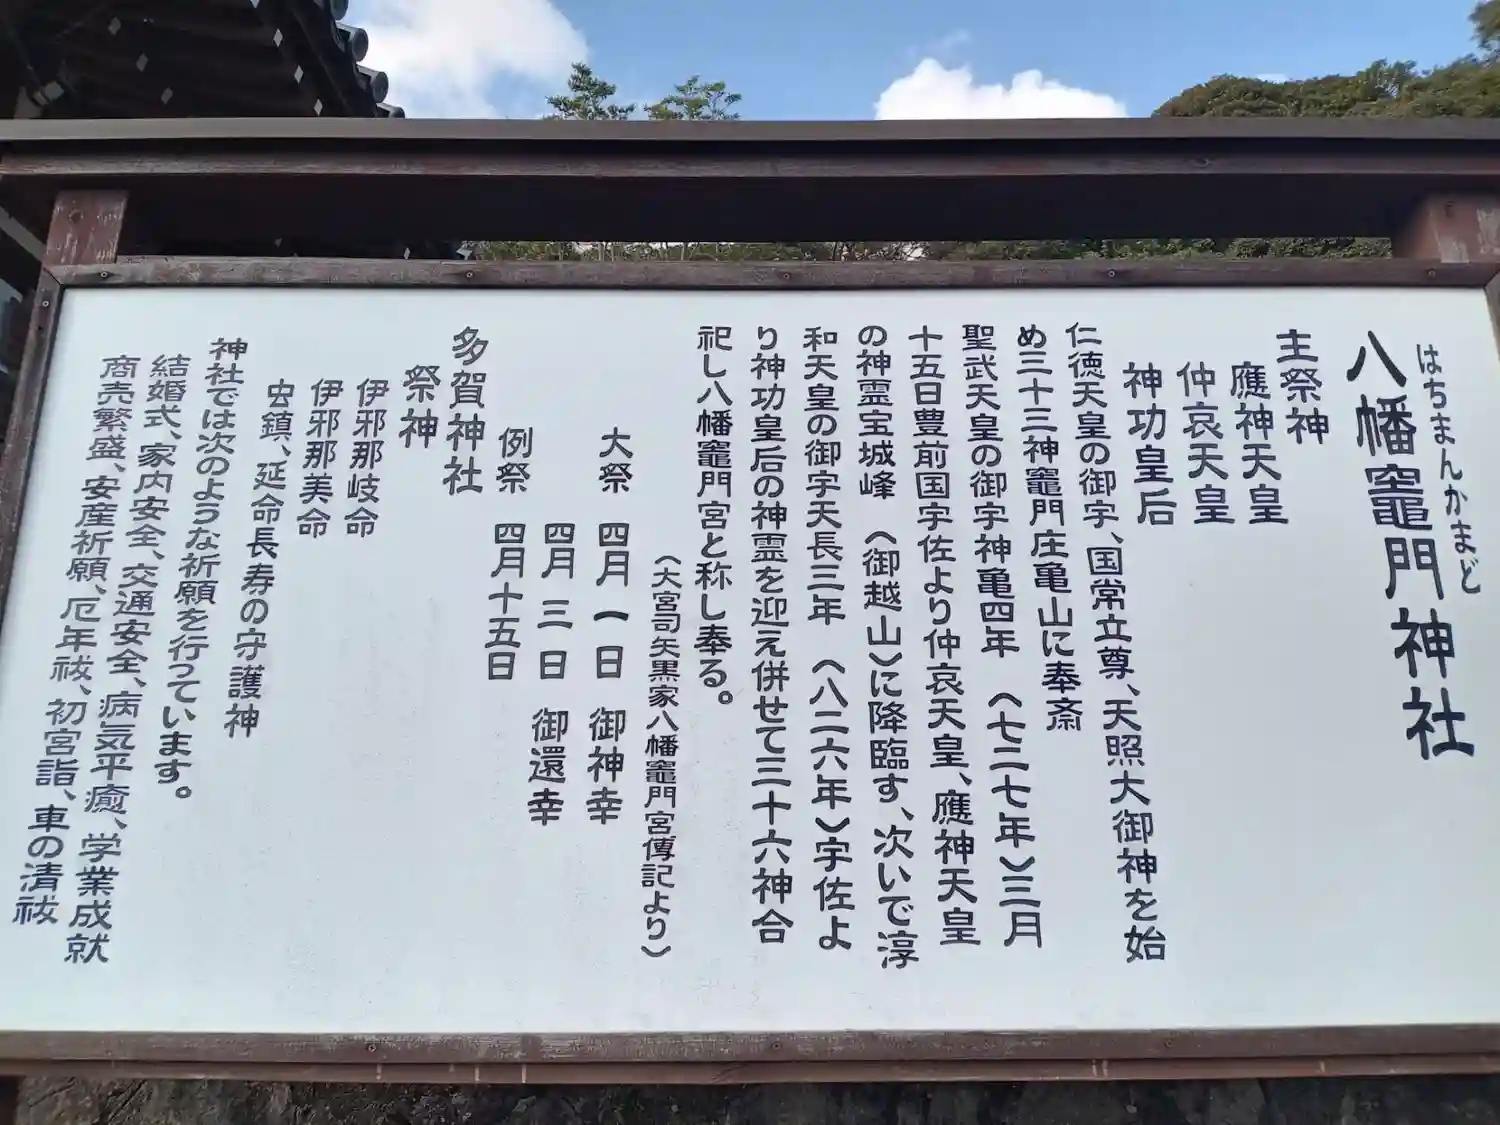 はちまんかまど
八幡竈門神社
主祭神
應神天皇
仲哀天皇
神功皇后
仁徳天皇の御宇、国常立尊、天照大御神を始
め三十三神竈門庄亀山に奉斎
聖武天皇の御宇神亀四年（七二七年）三月
十五日豊前国宇佐より仲哀天皇、應神天皇
の神霊宝城峰（御越山）に降臨す、次いで淳
和天皇の御宇天長三年（八二六年）宇佐よ
り神功皇后の神霊を迎え併せて三十六神合
祀し八幡竈門宮と称し奉る。
（大宮司矢黒家八幡竈門宮傳記より）
大祭 四月一日 御神幸
四月三日 御還幸
例祭 四月十五日
多賀神社
祭神
伊邪那岐命
伊邪那美命
虫鎮、延命長寿の守護神
神社では次のような祈願を行っています。
結婚式、家内安全、交通安全、病気平癒、学業成就
商売繁盛、安産祈願、厄年祓、初宮詣、車の清祓